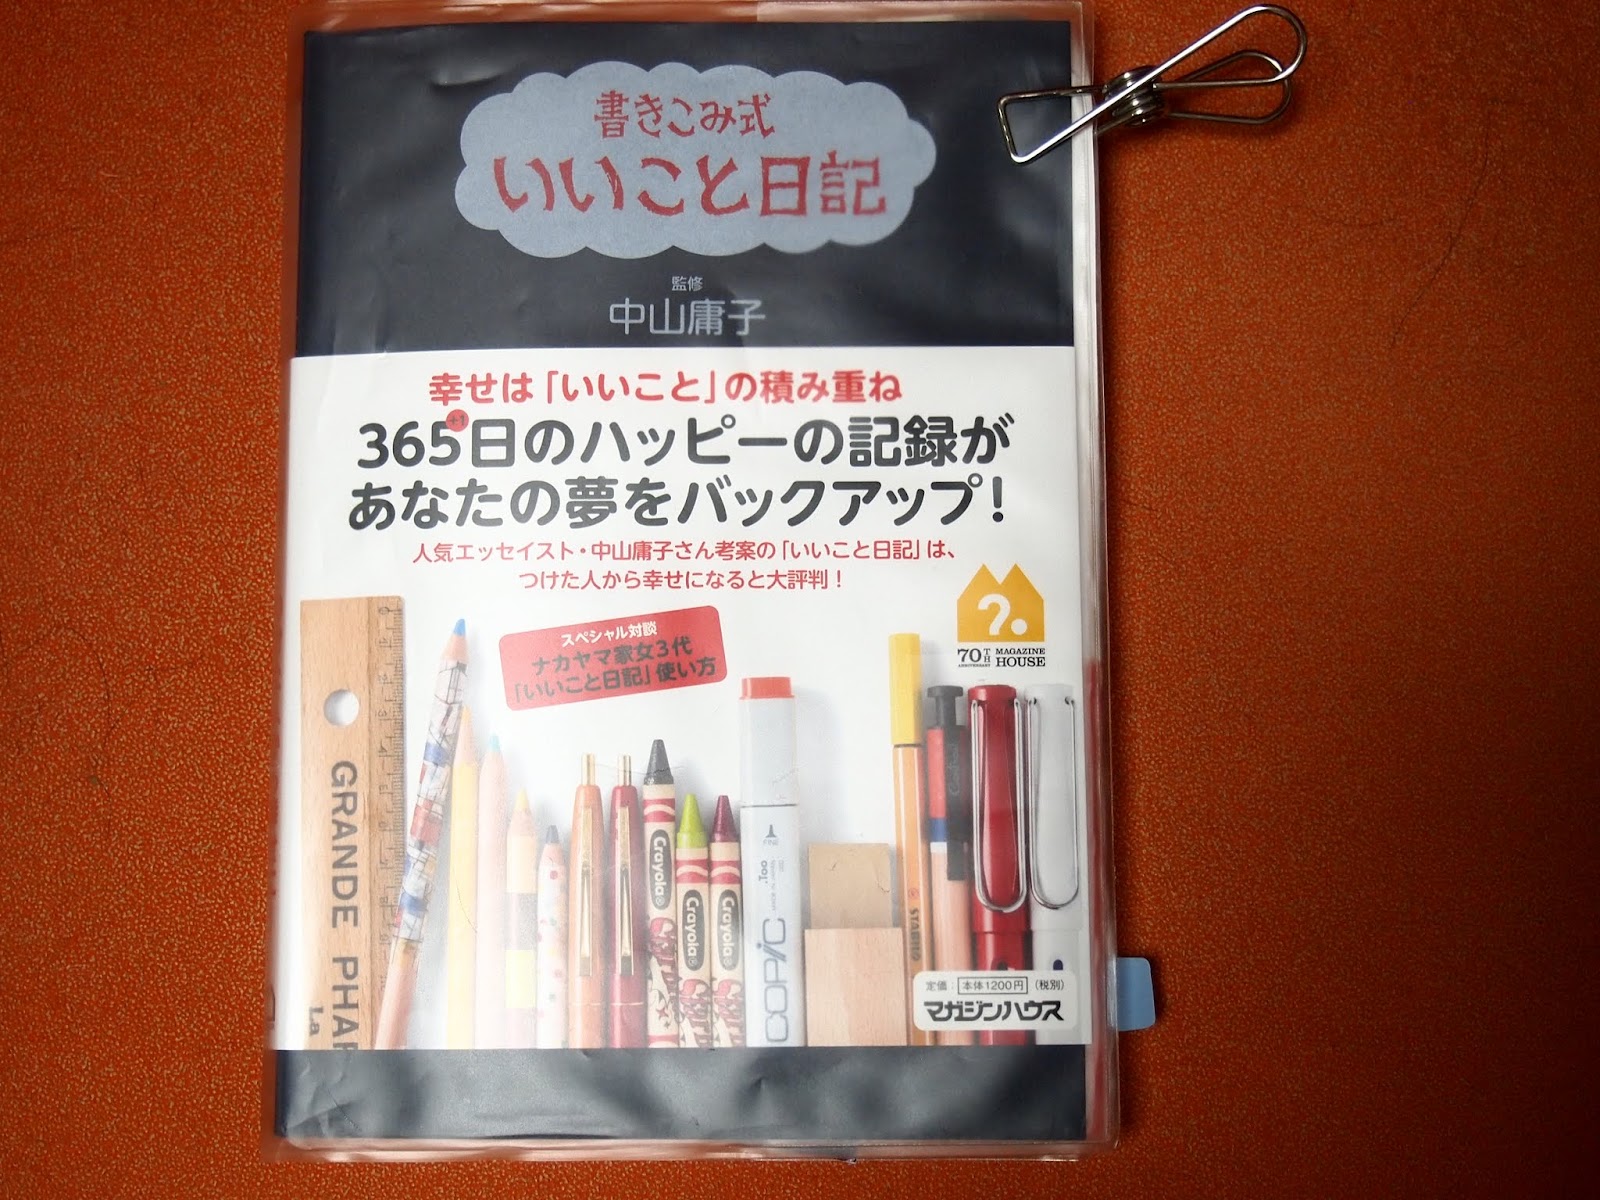 書きこみ式
いいこと日記
監修
中山庸子
幸せは「いいこと」の積み重ね
+1
365日のハッピーの記録が
あなたの夢をバックアップ!
人気エッセイスト・中山庸子さん考案の「いいこと日記」は、
つけた人から幸せになると大評判!
スペシャル対談
ナカヤマ家女3代
「いいこと日記」使い方
70TH ANNIVERSARY MAGAZINE HOUSE
GRANDE PHAR
La
Crayola
Crayola
Crayola
FINE
.Too
COPIC
STABILO
定価:本体1200円(税別)
マガジンハウス